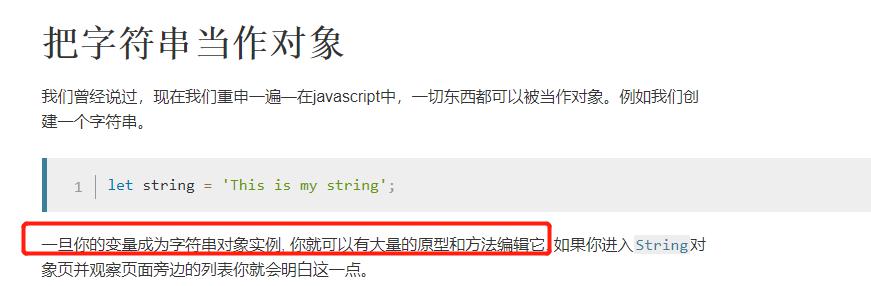 把字符串当作对象
我们曾经说过，现在我们重申一遍—在javascript中，一切东西都可以被当作对象。例如我们创
建一个字符串。
1 let string = 'This is my string';
一旦你的变量成为字符串对象实例, 你就可以有大量的原型和方法编辑它. 如果你进入String对
象页并观察页面旁边的列表你就会明白这一点。